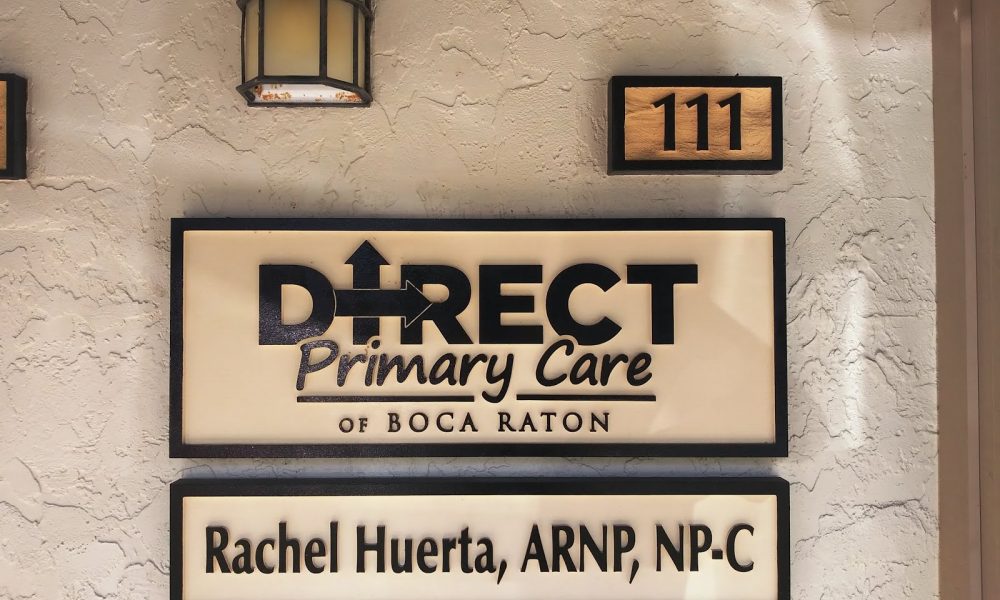 111
DIRECT
Primary Care
OF BOCA RATON
Rachel Huerta, ARNP, NP-C